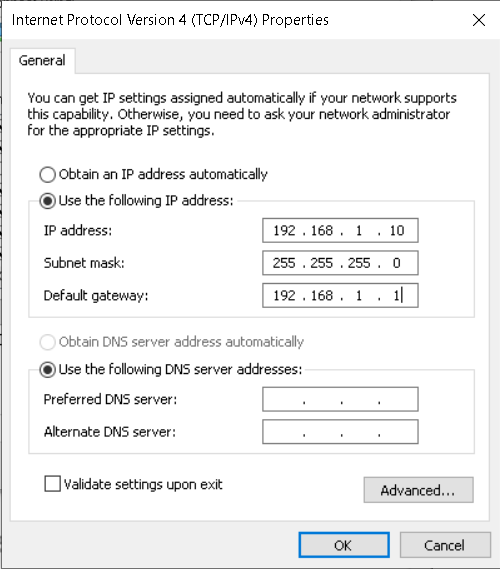 Internet Protocol Version 4 (TCP/IPv4) Properties
General
You can get IP settings assigned automatically if your network supports
this capability. Otherwise, you need to ask your network administrator
for the appropriate IP settings.
Obtain an IP address automatically
Use the following IP address:
IP address: 192 . 168 . 1 . 10
Subnet mask: 255 . 255 . 255 . 0
Default gateway: 192 . 168 . 1 . 1
Obtain DNS server address automatically
Use the following DNS server addresses:
Preferred DNS server: . . .
Alternate DNS server: . . .
Validate settings upon exit
Advanced...
OK Cancel